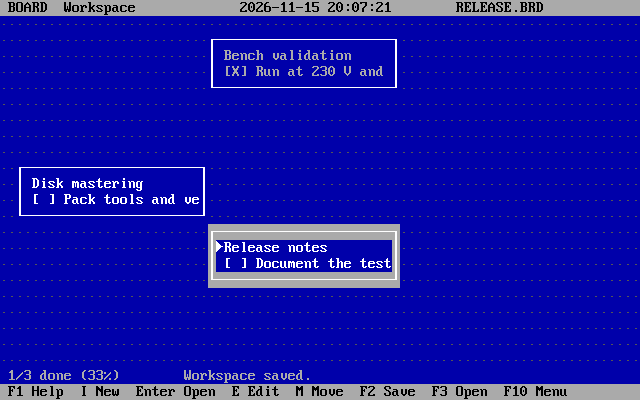 BOARD  Workspace             2026-11-15 20:07:21        RELEASE.BRD
Bench validation
[X] Run at 230 V and
Disk mastering
[ ] Pack tools and ve
Release notes
[ ] Document the test
1/3 done (33%)        Workspace saved.
F1 Help  I New  Enter Open  E Edit  M Move  F2 Save  F3 Open  F10 Menu